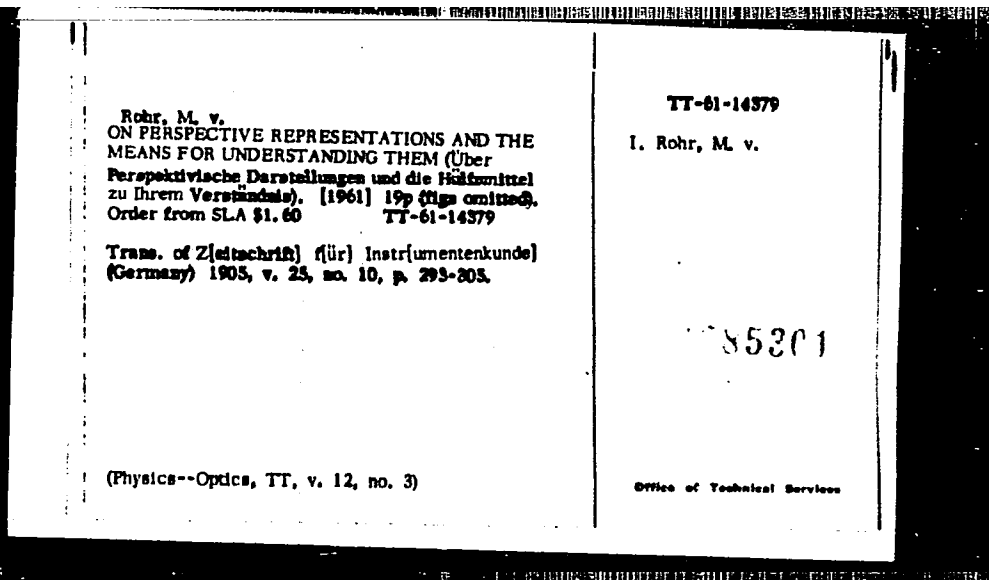 Rohr, M. v.
ON PERSPECTIVE REPRESENTATIONS AND THE
MEANS FOR UNDERSTANDING THEM (Über
Perspektivische Darstellungen und die Hülfsmittel
zu Ihrem Verständnis). [1961] 19p (figs omitted).
Order from SLA $1.60 TT-61-14379
Trans. of Z[eitschrift] f[ür] Instr[umentenkunde]
(Germany) 1905, v. 25, no. 10, p. 293-305.
(Physics--Optics, TT, v. 12, no. 3)
TT-61-14379
I. Rohr, M. v.
Office of Technical Services